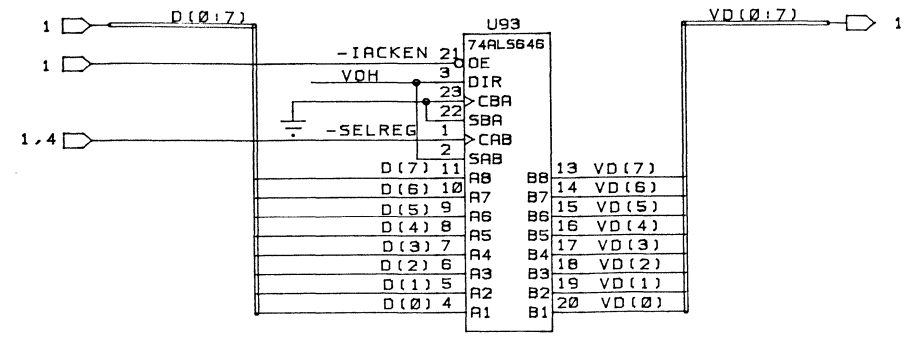 1 D(0:7) U93 VD(0:7) 1
74ALS646
1 -IACKEN 21 OE
VOH 3 DIR
23 CBA
22 SBA
1,4 -SELREG 1 CAB
2 SAB
D(7) 11 A8 B8 13 VD(7)
D(6) 10 A7 B7 14 VD(6)
D(5) 9 A6 B6 15 VD(5)
D(4) 8 A5 B5 16 VD(4)
D(3) 7 A4 B4 17 VD(3)
D(2) 6 A3 B3 18 VD(2)
D(1) 5 A2 B2 19 VD(1)
D(0) 4 A1 B1 20 VD(0)